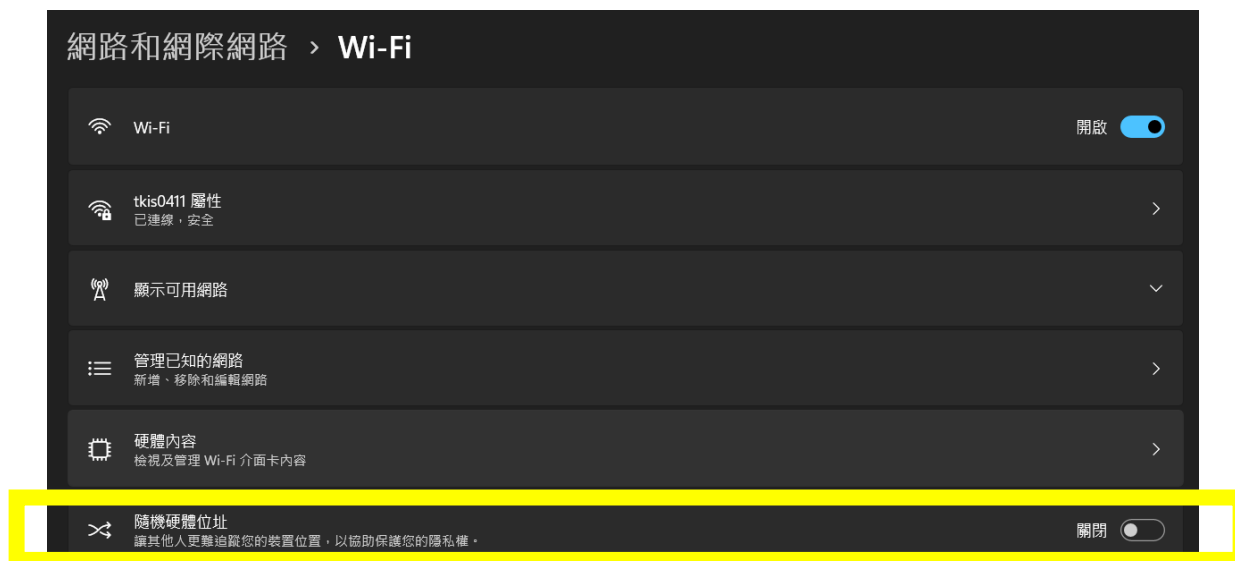 網路和網際網路 › Wi-Fi
Wi-Fi
開啟
tkis0411 屬性
已連線，安全
顯示可用網路
管理已知的網路
新增、移除和編輯網路
硬體內容
檢視及管理 Wi-Fi 介面卡內容
隨機硬體位址
關閉
讓其他人更難追蹤您的裝置位置，以協助保護您的隱私權。